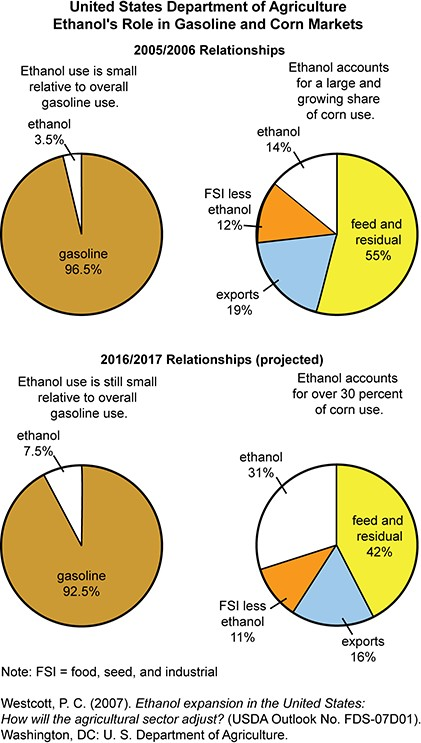 United States Department of Agriculture
Ethanol's Role in Gasoline and Corn Markets
2005/2006 Relationships
Ethanol use is small
relative to overall
gasoline use.
ethanol
3.5%
gasoline
96.5%
Ethanol accounts
for a large and
growing share
of corn use.
ethanol
14%
FSI less
ethanol
12%
feed and
residual
55%
exports
19%
2016/2017 Relationships (projected)
Ethanol use is still small
relative to overall
gasoline use.
ethanol
7.5%
gasoline
92.5%
Ethanol accounts
for over 30 percent
of corn use.
ethanol
31%
feed and
residual
42%
FSI less
ethanol
11%
exports
16%
Note: FSI = food, seed, and industrial
Westcott, P. C. (2007). Ethanol expansion in the United States:
How will the agricultural sector adjust? (USDA Outlook No. FDS-07D01).
Washington, DC: U. S. Department of Agriculture.